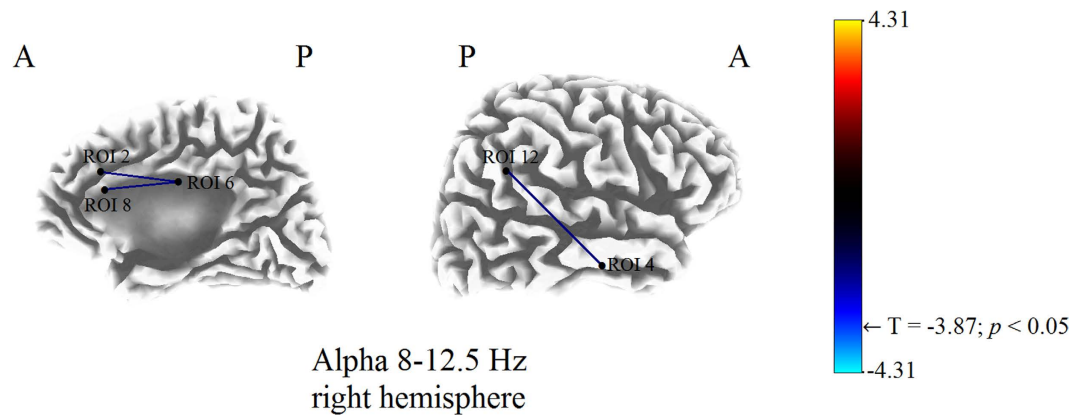 A
P
P
A
4.31
ROI 2
ROI 6
ROI 8
ROI 12
ROI 4
← T = -3.87; p < 0.05
-4.31
Alpha 8-12.5 Hz
right hemisphere